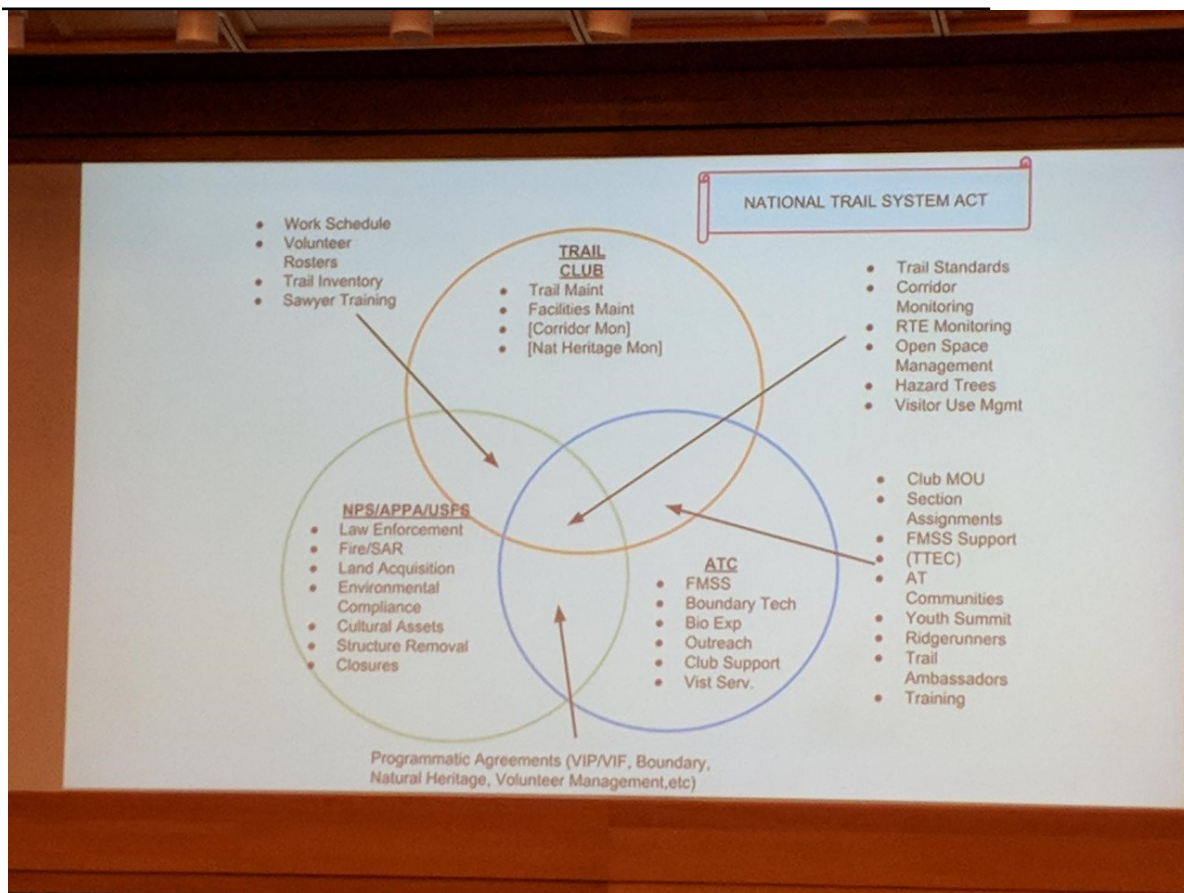 NATIONAL TRAIL SYSTEM ACT
• Work Schedule
• Volunteer
Rosters
• Trail Inventory
• Sawyer Training
TRAIL
CLUB
• Trail Maint
• Facilities Maint
• [Corridor Mon]
• [Nat Heritage Mon]
• Trail Standards
• Corridor
Monitoring
• RTE Monitoring
• Open Space
Management
• Hazard Trees
• Visitor Use Mgmt
NPS/APPA/USFS
• Law Enforcement
• Fire/SAR
• Land Acquisition
• Environmental
Compliance
• Cultural Assets
• Structure Removal
• Closures
ATC
• FMSS
• Boundary Tech
• Bio Exp
• Outreach
• Club Support
• Vist Serv.
• Club MOU
• Section
Assignments
• FMSS Support
• (TTEC)
• AT
Communities
• Youth Summit
• Ridgerunners
• Trail
Ambassadors
• Training
Programmatic Agreements (VIP/VIF, Boundary,
Natural Heritage, Volunteer Management,etc)